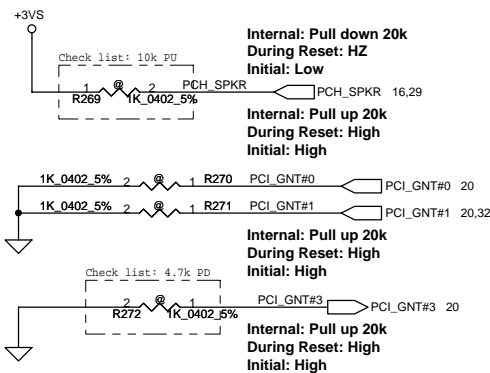 +3VS
Internal: Pull down 20k
During Reset: HZ
Initial: Low
Check list: 10k PU
1 @ 2 PCH_SPKR PCH_SPKR 16,29
R269 1K_0402_5%
Internal: Pull up 20k
During Reset: High
Initial: High
1K_0402_5% 2 @ 1 R270 PCI_GNT#0 PCI_GNT#0 20
1K_0402_5% 2 @ 1 R271 PCI_GNT#1 PCI_GNT#1 20,32
Internal: Pull up 20k
During Reset: High
Initial: High
Check list: 4.7k PD
2 @ 1 PCI_GNT#3 PCI_GNT#3 20
R272 1K_0402_5%
Internal: Pull up 20k
During Reset: High
Initial: High